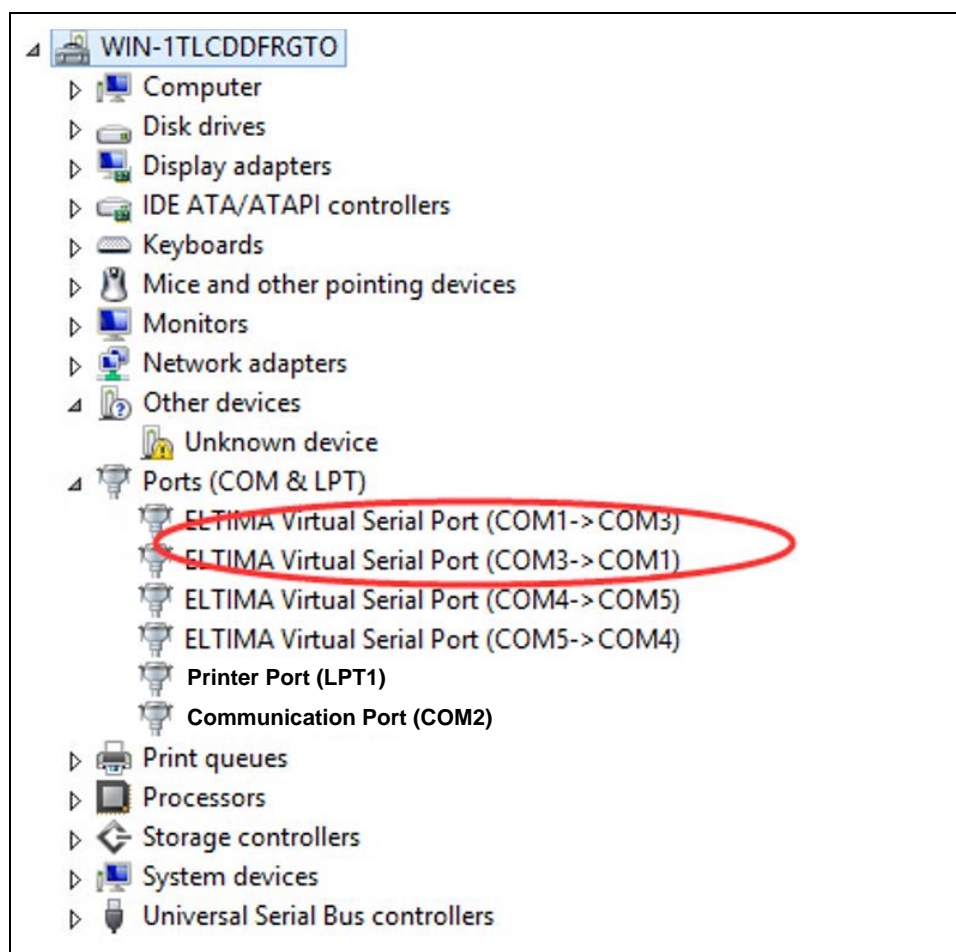 WIN-1TLCDDFRGTO
Computer
Disk drives
Display adapters
IDE ATA/ATAPI controllers
Keyboards
Mice and other pointing devices
Monitors
Network adapters
Other devices
Unknown device
Ports (COM & LPT)
ELTIMA Virtual Serial Port (COM1->COM3)
ELTIMA Virtual Serial Port (COM3->COM1)
ELTIMA Virtual Serial Port (COM4->COM5)
ELTIMA Virtual Serial Port (COM5->COM4)
Printer Port (LPT1)
Communication Port (COM2)
Print queues
Processors
Storage controllers
System devices
Universal Serial Bus controllers